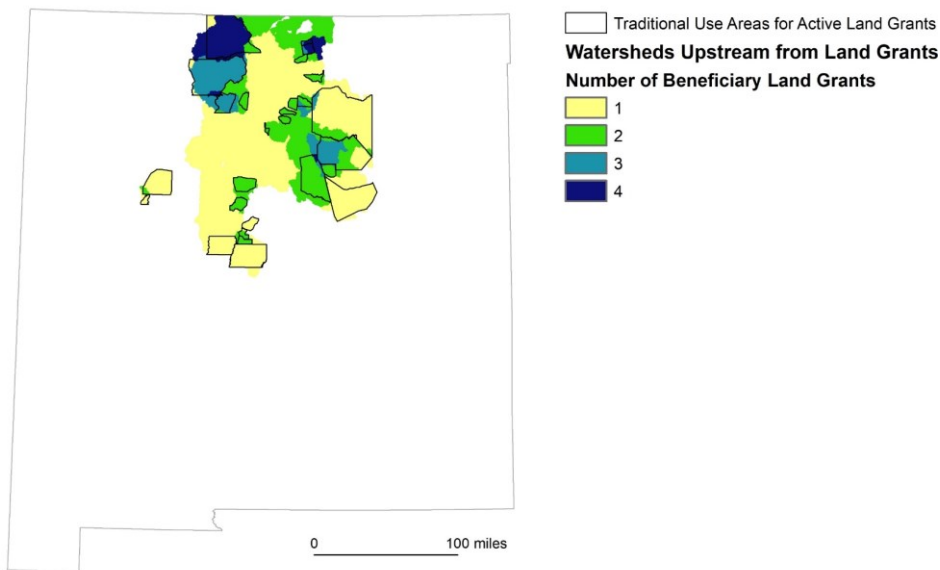 Traditional Use Areas for Active Land Grants
Watersheds Upstream from Land Grants
Number of Beneficiary Land Grants
1
2
3
4
0 100 miles